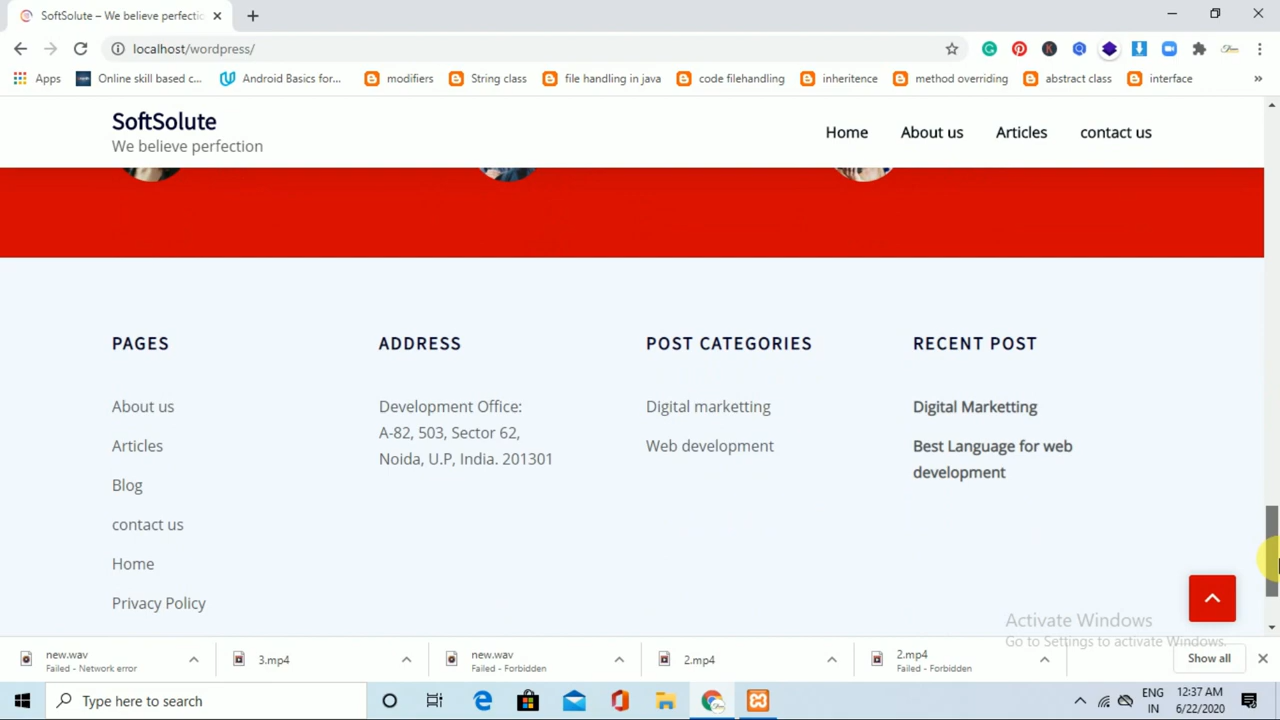 SoftSolute – We believe perfectic
localhost/wordpress/
Apps
Online skill based c...
Android Basics for...
modifiers
String class
file handling in java
code filehandling
inheritence
method overriding
abstract class
interface
»
SoftSolute
We believe perfection
Home
About us
Articles
contact us
PAGES
About us
Articles
Blog
contact us
Home
Privacy Policy
ADDRESS
Development Office:
A-82, 503, Sector 62,
Noida, U.P, India. 201301
POST CATEGORIES
Digital marketting
Web development
RECENT POST
Digital Marketting
Best Language for web
development
Activate Windows
Go to Settings to activate Windows.
new.wav
Failed - Network error
3.mp4
new.wav
Failed - Forbidden
2.mp4
2.mp4
Failed - Forbidden
Show all
Type here to search
ENG
IN
12:37 AM
6/22/2020